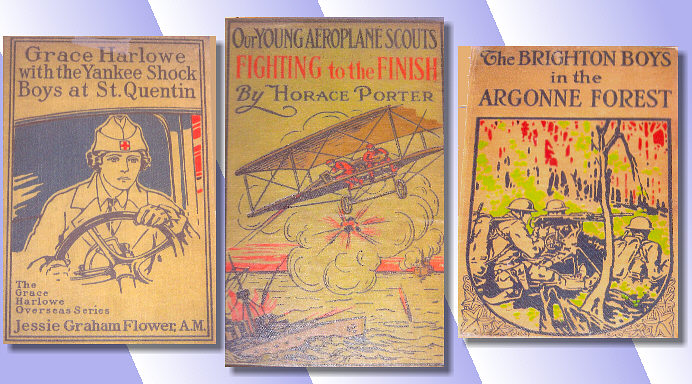 Grace Harlowe
with the Yankee Shock
Boys at St. Quentin
The
Grace
Harlowe
Overseas Series
Jessie Graham Flower, A.M.
Our Young Aeroplane Scouts
FIGHTING to the FINISH
By HORACE PORTER
The BRIGHTON BOYS
in the
ARGONNE FOREST